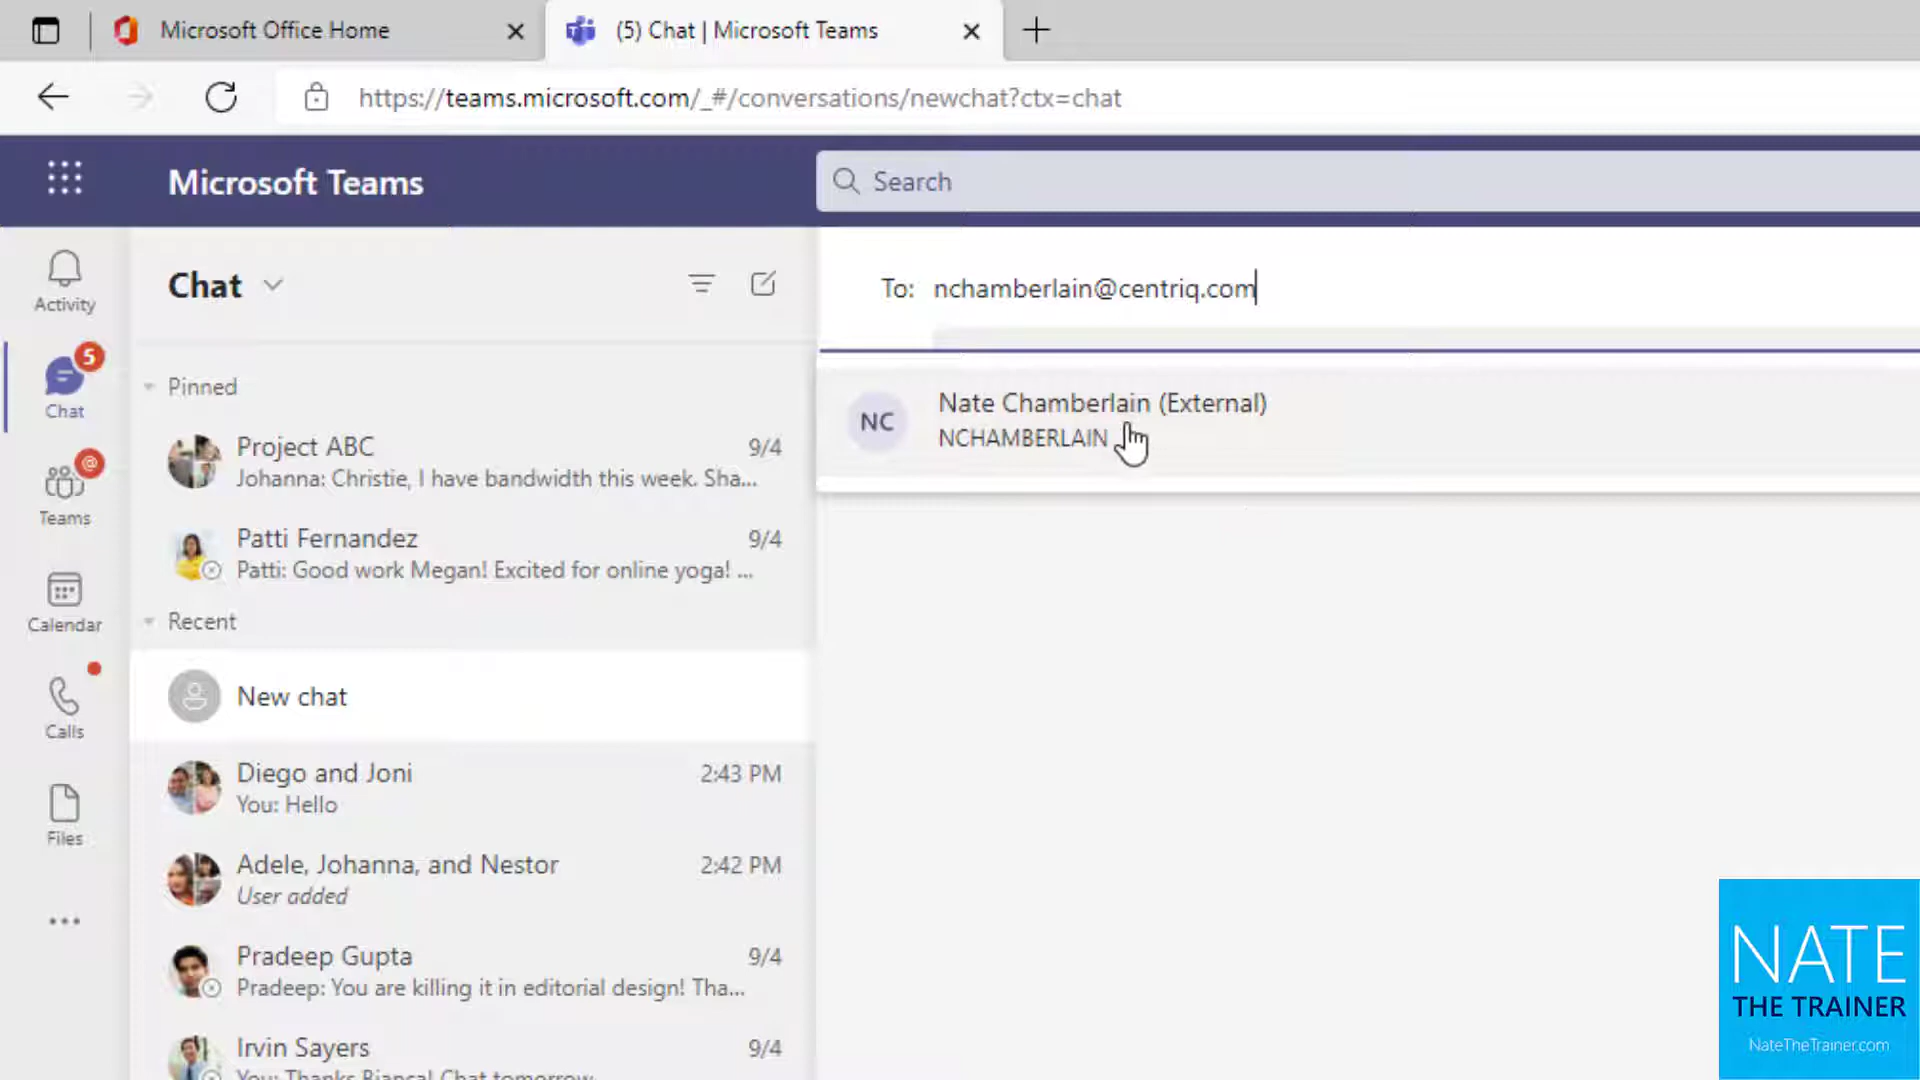 Microsoft Office Home
(5) Chat | Microsoft Teams
https://teams.microsoft.com/_#/conversations/newchat?ctx=chat
Microsoft Teams
Search
Activity
5
Chat
@
Teams
Calendar
Calls
Files
Chat
Pinned
Project ABC
9/4
Johanna: Christie, I have bandwidth this week. Sha...
Patti Fernandez
9/4
Patti: Good work Megan! Excited for online yoga! ...
Recent
New chat
Diego and Joni
2:43 PM
You: Hello
Adele, Johanna, and Nestor
2:42 PM
User added
Pradeep Gupta
9/4
Pradeep: You are killing it in editorial design! Tha...
Irvin Sayers
9/4
You: Thanks Bianca! Chat tomorrow.
To: nchamberlain@centriq.com
NC
Nate Chamberlain (External)
NCHAMBERLAIN
NATE
THE TRAINER
NateTheTrainer.com